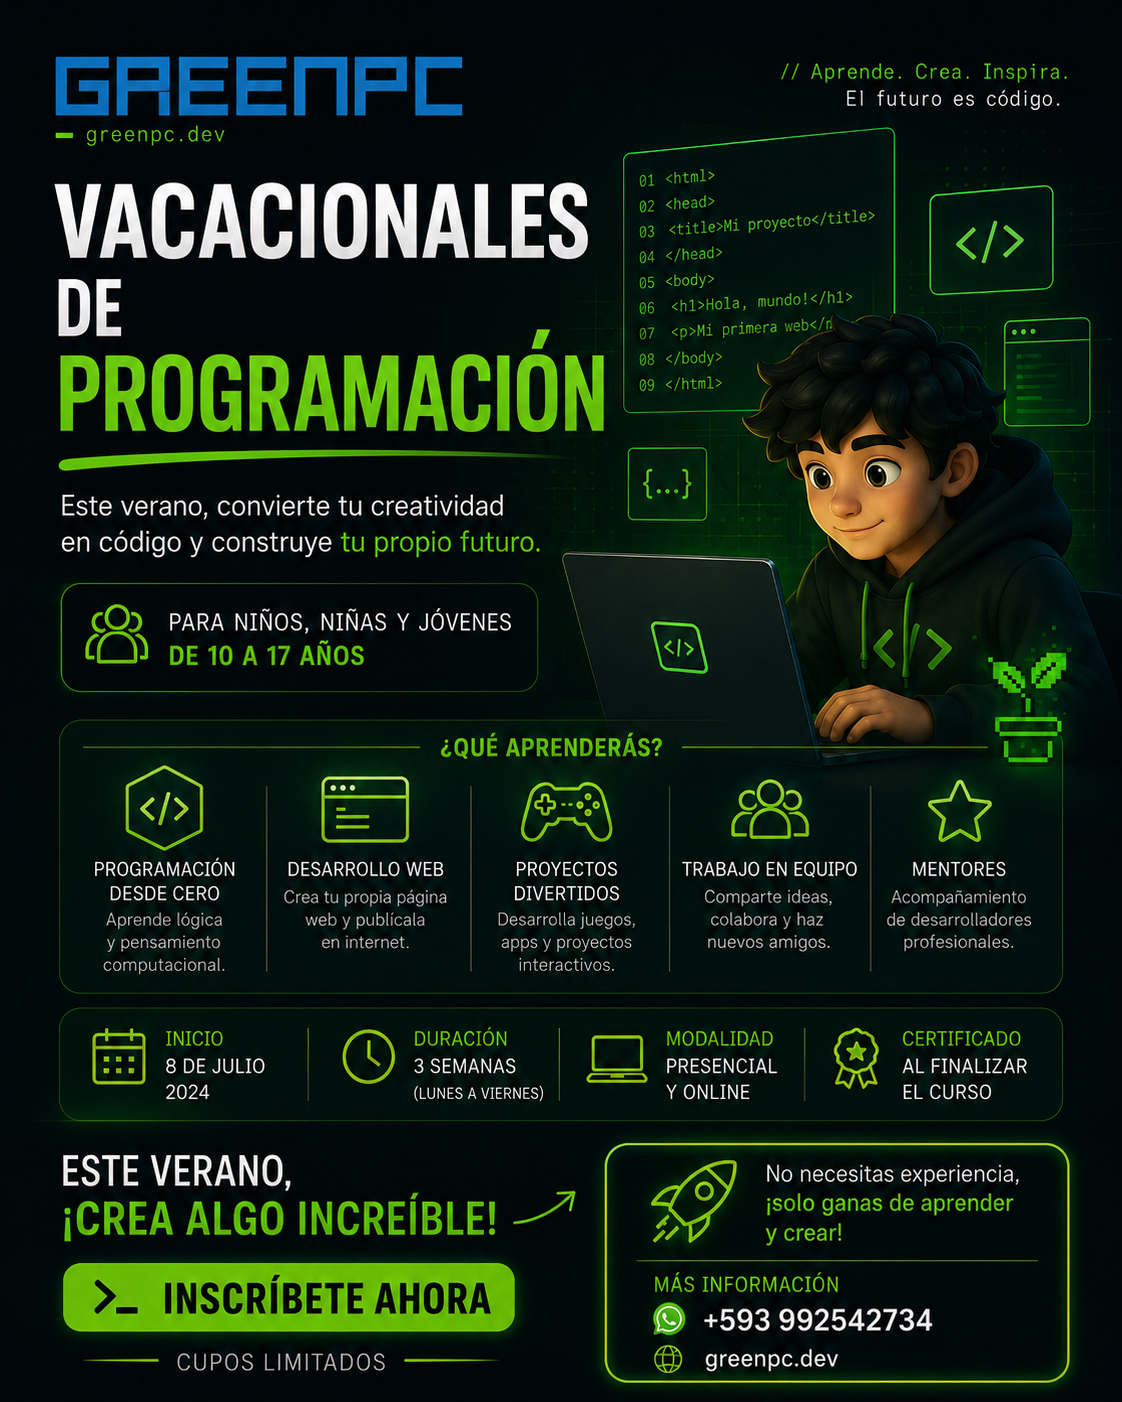 GREENPC
greenpc.dev
// Aprende. Crea. Inspira.
El futuro es código.
VACACIONALES
DE
PROGRAMACIÓN
Este verano, convierte tu creatividad
en código y construye tu propio futuro.
PARA NIÑOS, NIÑAS Y JÓVENES
DE 10 A 17 AÑOS
01 <html>
02 <head>
03 <title>Mi proyecto</title>
04 </head>
05 <body>
06 <h1>Hola, mundo!</h1>
07 <p>Mi primera web</
08 </body>
09 </html>
</>
{...}
</>
</>
¿QUÉ APRENDERÁS?
</>
PROGRAMACIÓN
DESDE CERO
Aprende lógica
y pensamiento
computacional.
DESARROLLO WEB
Crea tu propia página
web y publícala
en internet.
PROYECTOS
DIVERTIDOS
Desarrolla juegos,
apps y proyectos
interactivos.
TRABAJO EN EQUIPO
Comparte ideas,
colabora y haz
nuevos amigos.
MENTORES
Acompañamiento
de desarrolladores
profesionales.
INICIO
8 DE JULIO
2024
DURACIÓN
3 SEMANAS
(LUNES A VIERNES)
MODALIDAD
PRESENCIAL
Y ONLINE
CERTIFICADO
AL FINALIZAR
EL CURSO
ESTE VERANO,
¡CREA ALGO INCREÍBLE!
>_ INSCRÍBETE AHORA
CUPOS LIMITADOS
No necesitas experiencia,
¡solo ganas de aprender
y crear!
MÁS INFORMACIÓN
+593 992542734
greenpc.dev